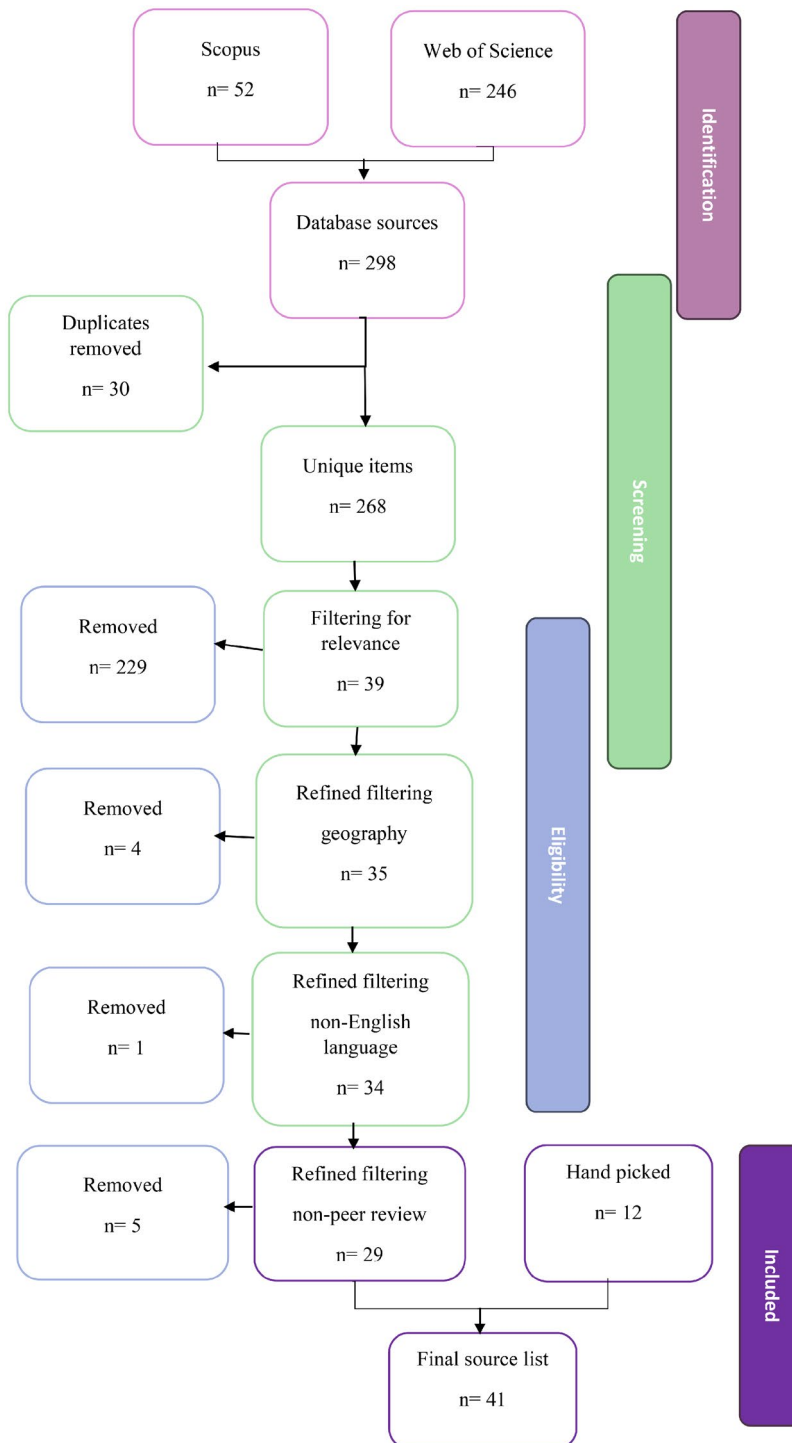 Scopus
n= 52
Web of Science
n= 246
Identification
Database sources
n= 298
Duplicates
removed
n= 30
Unique items
n= 268
Screening
Removed
n= 229
Filtering for
relevance
n= 39
Removed
n= 4
Refined filtering
geography
n= 35
Eligibility
Removed
n= 1
Refined filtering
non-English
language
n= 34
Removed
n= 5
Refined filtering
non-peer review
n= 29
Hand picked
n= 12
Included
Final source list
n= 41